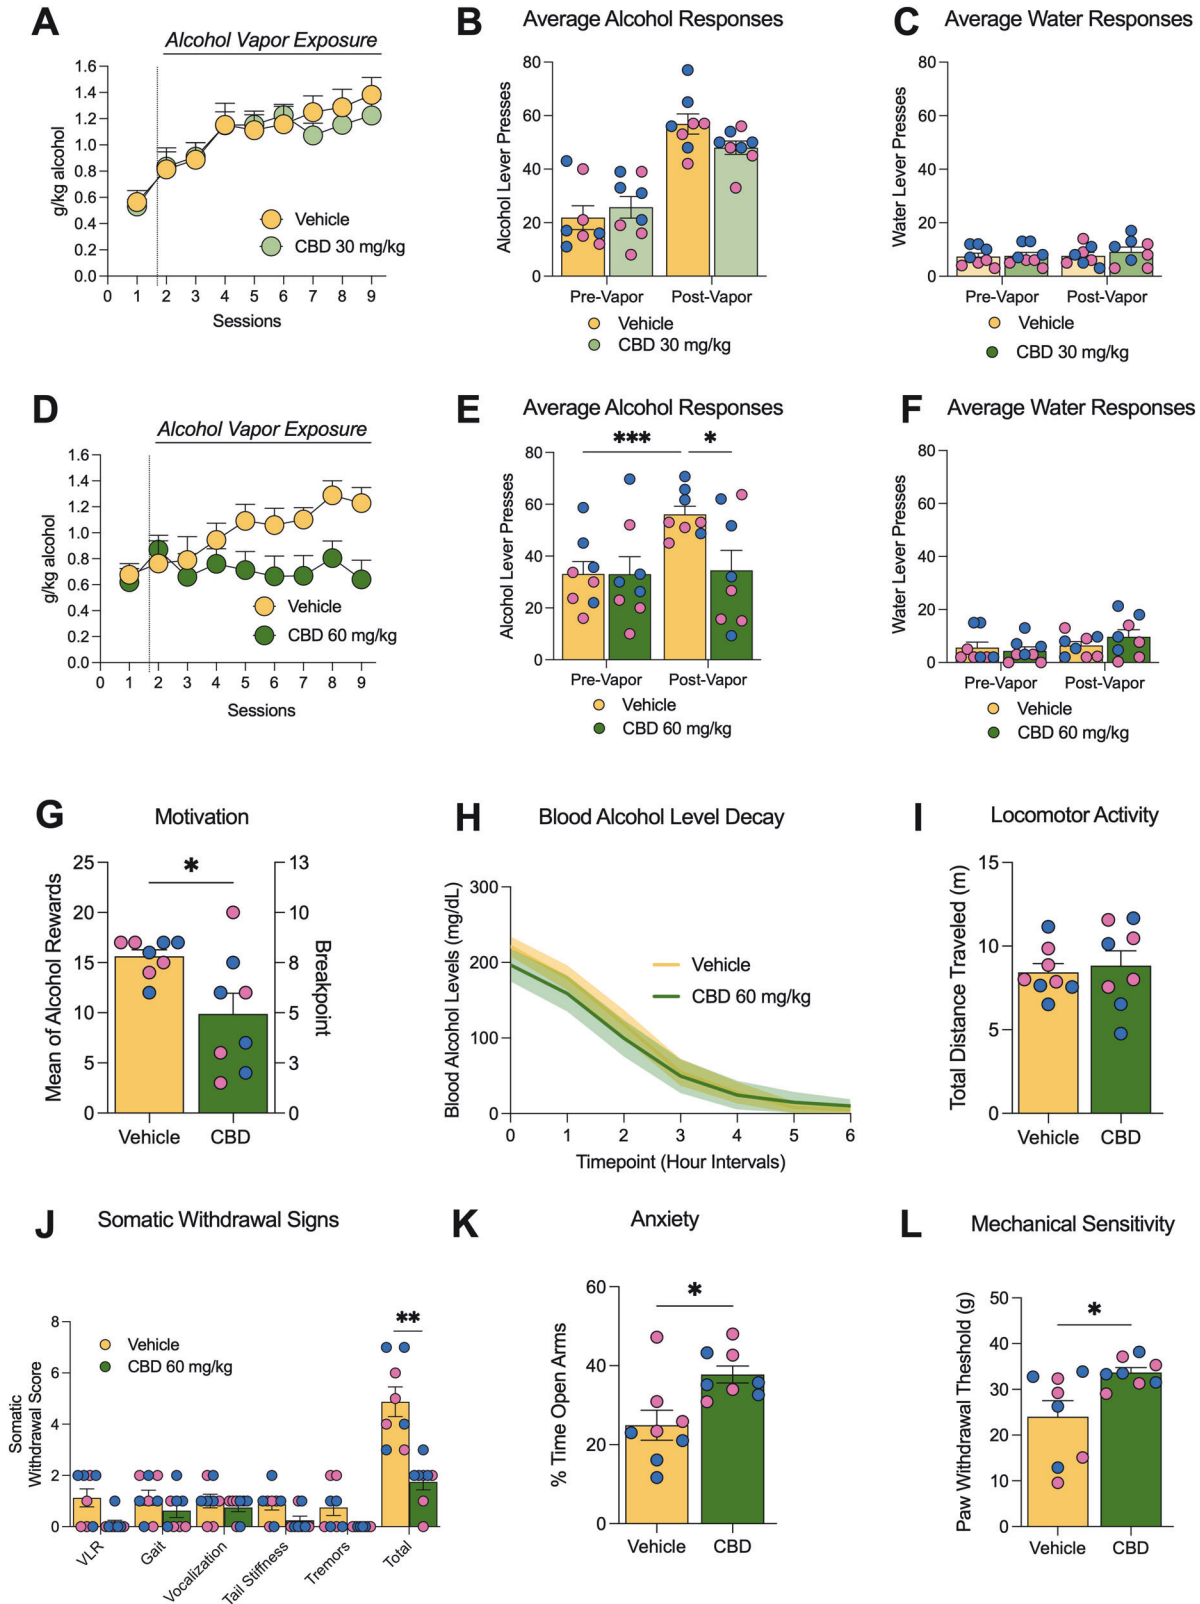 A
Alcohol Vapor Exposure
g/kg alcohol
1.6
1.4
1.2
1.0
0.8
0.6
0.4
0.2
0.0
0 1 2 3 4 5 6 7 8 9
Sessions
Vehicle
CBD 30 mg/kg
B
Average Alcohol Responses
Alcohol Lever Presses
80
60
40
20
0
Pre-Vapor Post-Vapor
Vehicle
CBD 30 mg/kg
C
Average Water Responses
Water Lever Presses
80
60
40
20
0
Pre-Vapor Post-Vapor
Vehicle
CBD 30 mg/kg
D
Alcohol Vapor Exposure
g/kg alcohol
1.6
1.4
1.2
1.0
0.8
0.6
0.4
0.2
0.0
0 1 2 3 4 5 6 7 8 9
Sessions
Vehicle
CBD 60 mg/kg
E
Average Alcohol Responses
*** *
Alcohol Lever Presses
80
60
40
20
0
Pre-Vapor Post-Vapor
Vehicle
CBD 60 mg/kg
F
Average Water Responses
Water Lever Presses
80
60
40
20
0
Pre-Vapor Post-Vapor
Vehicle
CBD 60 mg/kg
G
Motivation
*
Mean of Alcohol Rewards
25
20
15
10
5
0
13
10
8
5
3
0
Breakpoint
Vehicle CBD
H
Blood Alcohol Level Decay
Blood Alcohol Levels (mg/dL)
300
200
100
0
0 1 2 3 4 5 6
Timepoint (Hour Intervals)
Vehicle
CBD 60 mg/kg
I
Locomotor Activity
Total Distance Traveled (m)
15
10
5
0
Vehicle CBD
J
Somatic Withdrawal Signs
Somatic
Withdrawal Score
8
6
4
2
0
Vehicle
CBD 60 mg/kg
**
VLR
Gait
Vocalization
Tail Stiffness
Tremors
Total
K
Anxiety
*
% Time Open Arms
60
40
20
0
Vehicle CBD
L
Mechanical Sensitivity
*
Paw Withdrawal Threshold (g)
50
40
30
20
10
0
Vehicle CBD